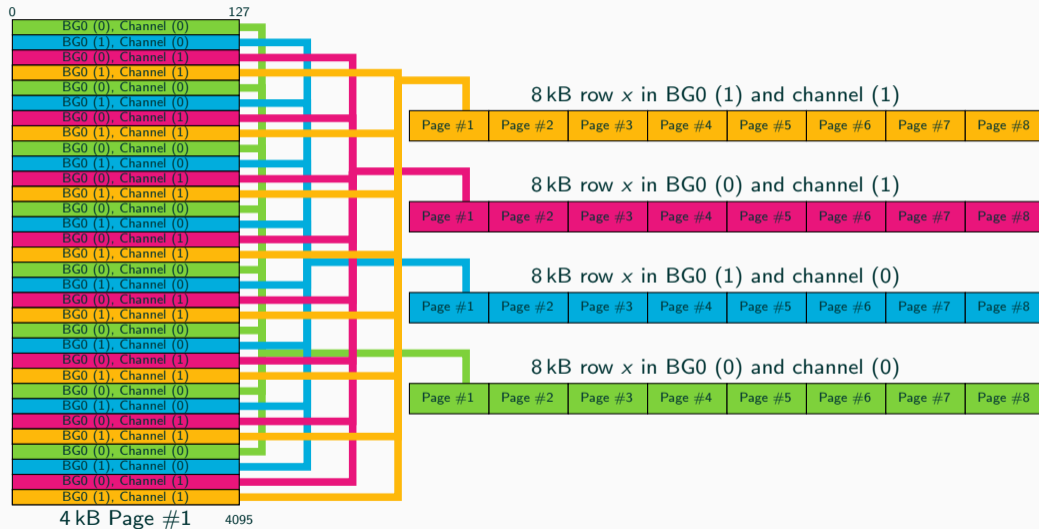 0 127
BG0 (0), Channel (0)
BG0 (1), Channel (0)
BG0 (0), Channel (1)
BG0 (1), Channel (1)
BG0 (0), Channel (0)
BG0 (1), Channel (0)
BG0 (0), Channel (1)
BG0 (1), Channel (1)
BG0 (0), Channel (0)
BG0 (1), Channel (0)
BG0 (0), Channel (1)
BG0 (1), Channel (1)
BG0 (0), Channel (0)
BG0 (1), Channel (0)
BG0 (0), Channel (1)
BG0 (1), Channel (1)
BG0 (0), Channel (0)
BG0 (1), Channel (0)
BG0 (0), Channel (1)
BG0 (1), Channel (1)
BG0 (0), Channel (0)
BG0 (1), Channel (0)
BG0 (0), Channel (1)
BG0 (1), Channel (1)
BG0 (0), Channel (0)
BG0 (1), Channel (0)
BG0 (0), Channel (1)
BG0 (1), Channel (1)
BG0 (0), Channel (0)
BG0 (1), Channel (0)
BG0 (0), Channel (1)
BG0 (1), Channel (1)
4 kB Page #1 4095
8 kB row x in BG0 (1) and channel (1)
Page #1 Page #2 Page #3 Page #4 Page #5 Page #6 Page #7 Page #8
8 kB row x in BG0 (0) and channel (1)
Page #1 Page #2 Page #3 Page #4 Page #5 Page #6 Page #7 Page #8
8 kB row x in BG0 (1) and channel (0)
Page #1 Page #2 Page #3 Page #4 Page #5 Page #6 Page #7 Page #8
8 kB row x in BG0 (0) and channel (0)
Page #1 Page #2 Page #3 Page #4 Page #5 Page #6 Page #7 Page #8